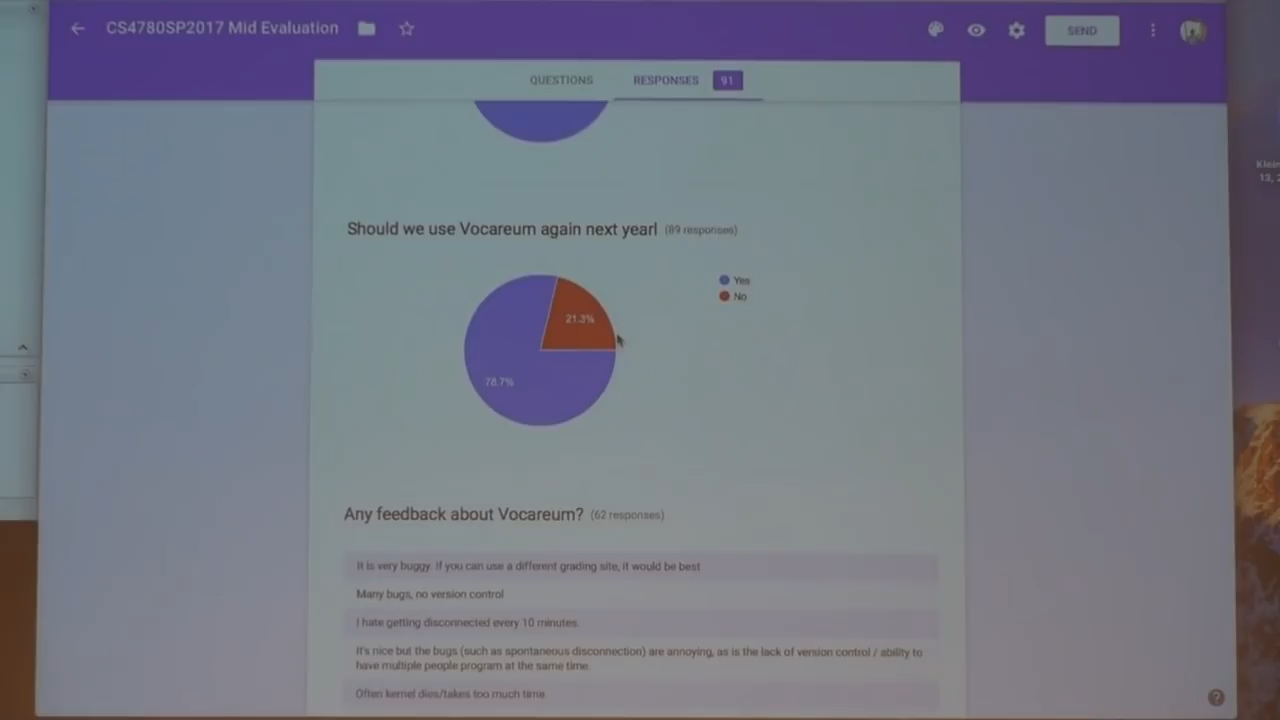 CS4780SP2017 Mid Evaluation
SEND
QUESTIONS RESPONSES 91
Should we use Vocareum again next yearl (89 responses)
Yes
No
21.3%
78.7%
Any feedback about Vocareum? (62 responses)
It is very buggy. If you can use a different grading site, it would be best
Many bugs, no version control
I hate getting disconnected every 10 minutes.
It's nice but the bugs (such as spontaneous disconnection) are annoying, as is the lack of version control / ability to
have multiple people program at the same time.
Often kernel dies/takes too much time
?
13, 2